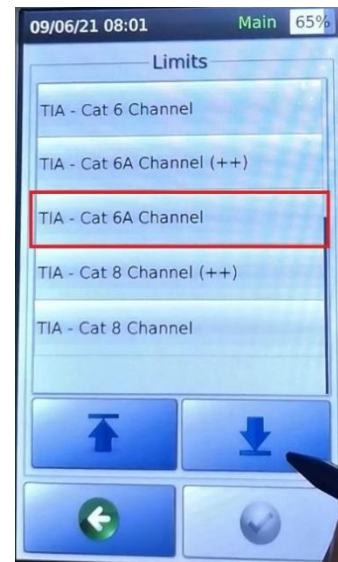 09/06/21 08:01 Main 65%
Limits
TIA - Cat 6 Channel
TIA - Cat 6A Channel (++)
TIA - Cat 6A Channel
TIA - Cat 8 Channel (++)
TIA - Cat 8 Channel